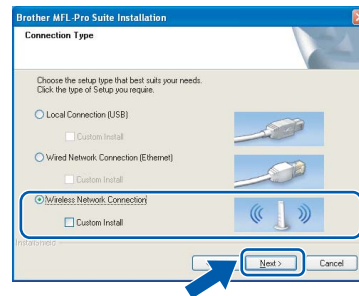 Brother MFL-Pro Suite Installation
Connection Type
Choose the setup type that best suits your needs.
Click the type of Setup you require.
Local Connection (USB)
Custom Install
Wired Network Connection (Ethernet)
Custom Install
Wireless Network Connection
Custom Install
InstallShield
Next >
Cancel